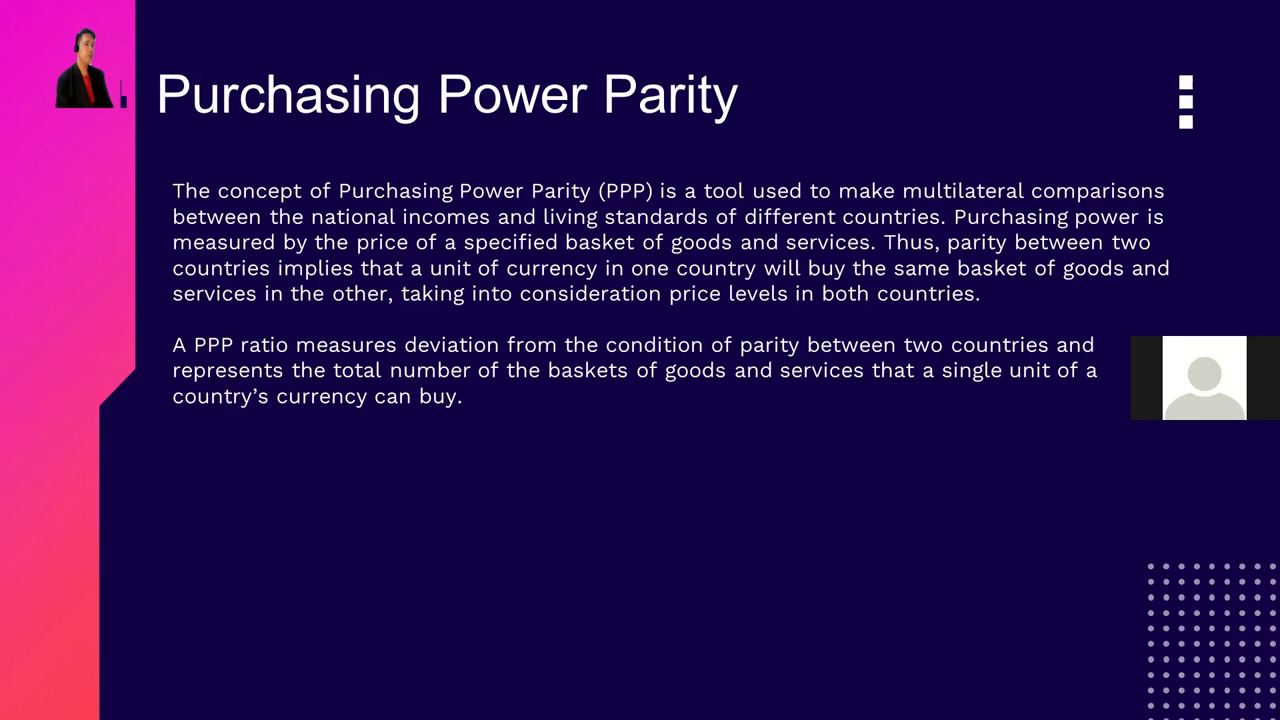 Purchasing Power Parity
The concept of Purchasing Power Parity (PPP) is a tool used to make multilateral comparisons
between the national incomes and living standards of different countries. Purchasing power is
measured by the price of a specified basket of goods and services. Thus, parity between two
countries implies that a unit of currency in one country will buy the same basket of goods and
services in the other, taking into consideration price levels in both countries.
A PPP ratio measures deviation from the condition of parity between two countries and
represents the total number of the baskets of goods and services that a single unit of a
country’s currency can buy.